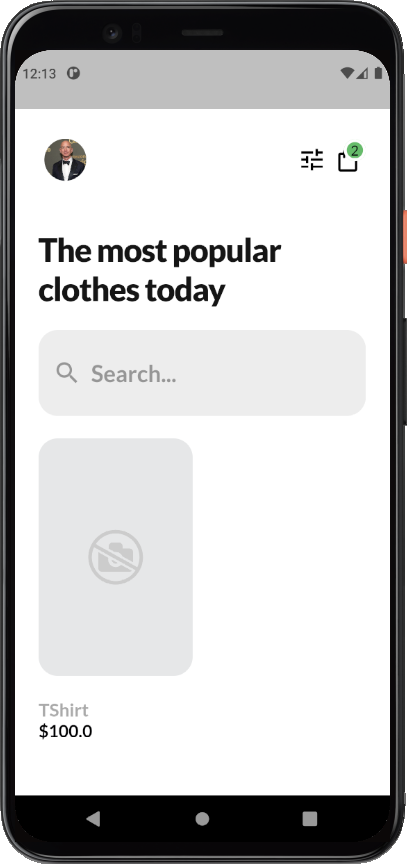 12:13
2
The most popular
clothes today
Search...
TShirt
$100.0